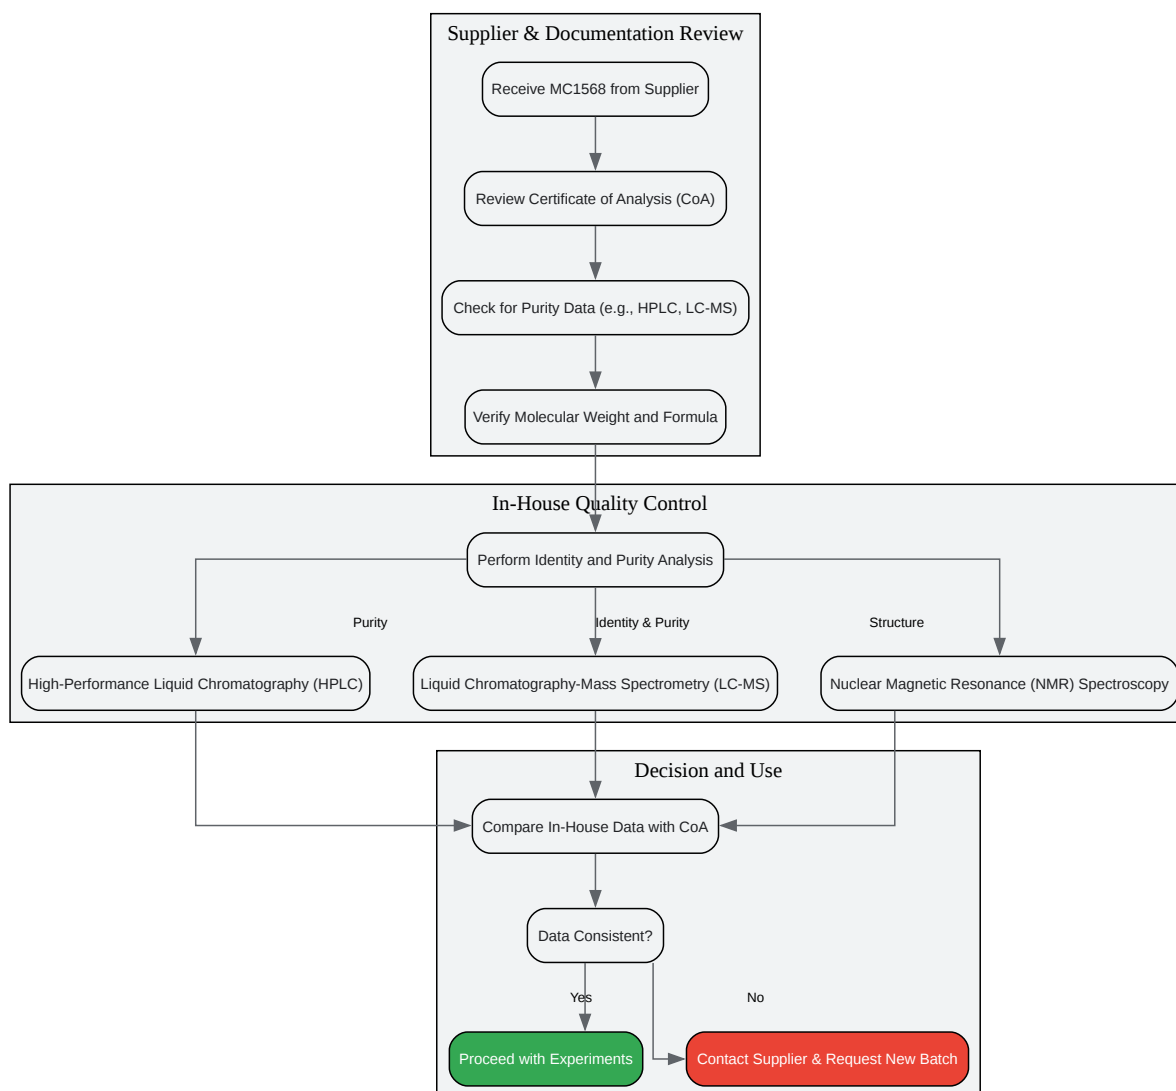 Supplier & Documentation Review
Receive MC1568 from Supplier
Review Certificate of Analysis (CoA)
Check for Purity Data (e.g., HPLC, LC-MS)
Verify Molecular Weight and Formula
In-House Quality Control
Perform Identity and Purity Analysis
Purity
Identity & Purity
Structure
High-Performance Liquid Chromatography (HPLC)
Liquid Chromatography-Mass Spectrometry (LC-MS)
Nuclear Magnetic Resonance (NMR) Spectroscopy
Decision and Use
Compare In-House Data with CoA
Data Consistent?
Yes
No
Proceed with Experiments
Contact Supplier & Request New Batch